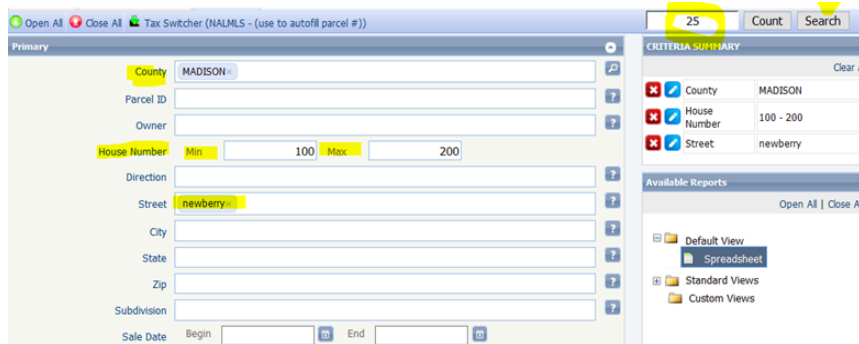 Open All Close All Tax Switcher (NALMLS - (use to autofill parcel #)) 25 Count Search
Primary
County MADISON×
Parcel ID
Owner
House Number Min 100 Max 200
Direction
Street newberry×
City
State
Zip
Subdivision
Sale Date Begin End
CRITERIA SUMMARY
Clear
County MADISON
House Number 100 - 200
Street newberry
Available Reports
Open All | Close A
Default View
Spreadsheet
Standard Views
Custom Views